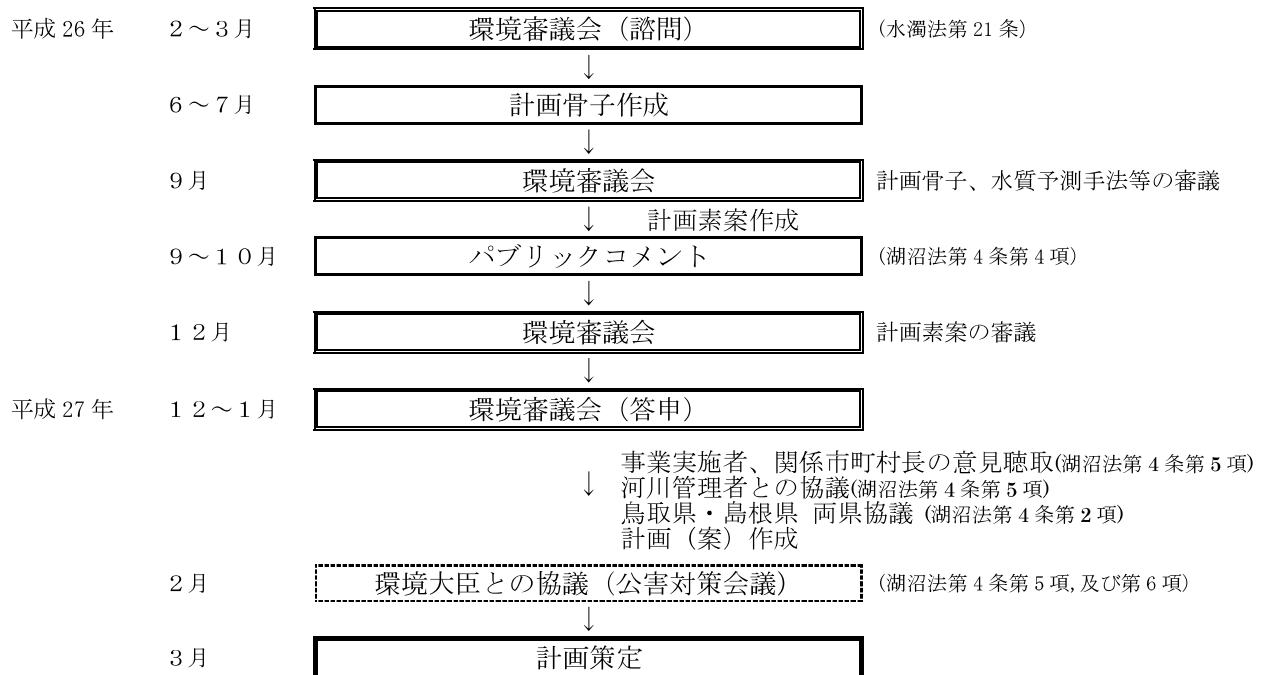 平成 26 年　２～３月　環境審議会（諮問）　(水濁法第 21 条)
↓
６～７月　計画骨子作成
↓
９月　環境審議会　計画骨子、水質予測手法等の審議
↓　計画素案作成
９～１０月　パブリックコメント　(湖沼法第 4 条第 4 項)
↓
１２月　環境審議会　計画素案の審議
↓
平成 27 年　１２～１月　環境審議会（答申）
事業実施者、関係市町村長の意見聴取(湖沼法第 4 条第 5 項)
↓　河川管理者との協議(湖沼法第 4 条第 5 項)
鳥取県・島根県 両県協議 (湖沼法第 4 条第 2 項)
計画（案）作成
２月　環境大臣との協議（公害対策会議）　(湖沼法第 4 条第 5 項, 及び第 6 項)
↓
３月　計画策定